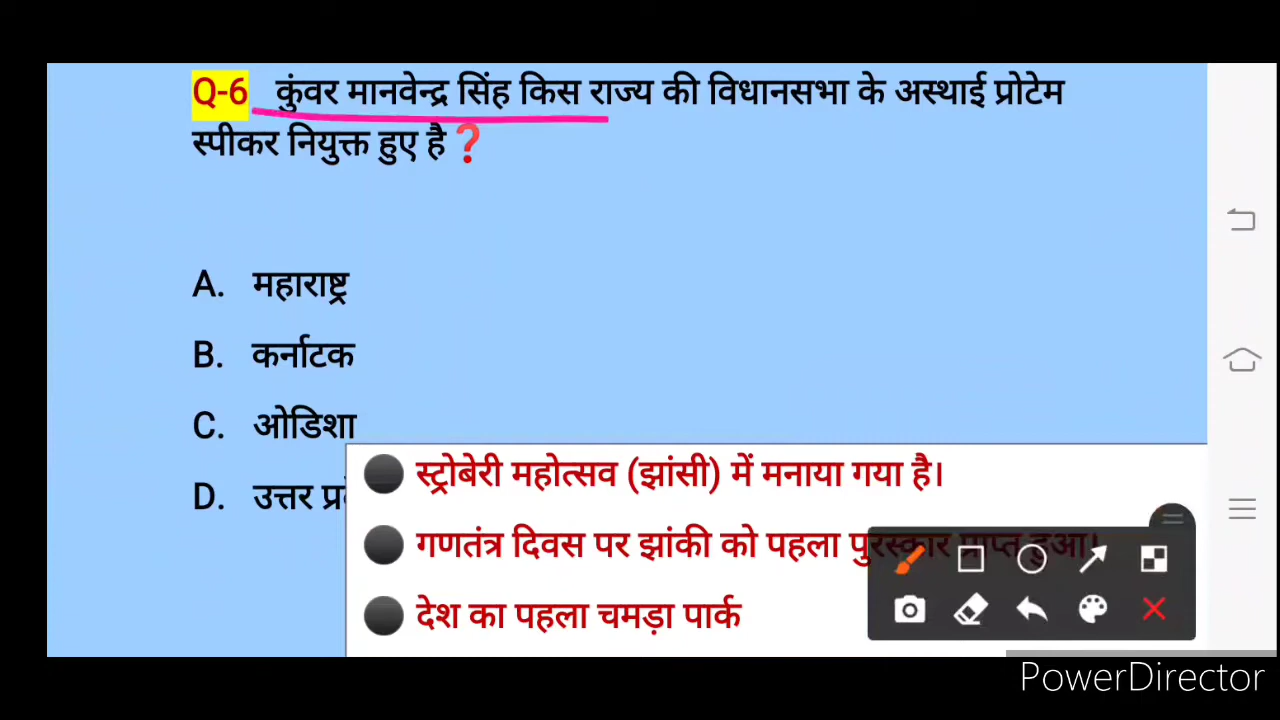 Q-6 कुंवर मानवेन्द्र सिंह किस राज्य की विधानसभा के अस्थाई प्रोटेम
स्पीकर नियुक्त हुए है❓
A. महाराष्ट्र
B. कर्नाटक
C. ओडिशा
D. उत्तर
स्ट्रोबेरी महोत्सव (झांसी) में मनाया गया है।
गणतंत्र दिवस पर झांकी को पहला पुरस्कार प्राप्त हुआ।
देश का पहला चमड़ा पार्क
PowerDirector